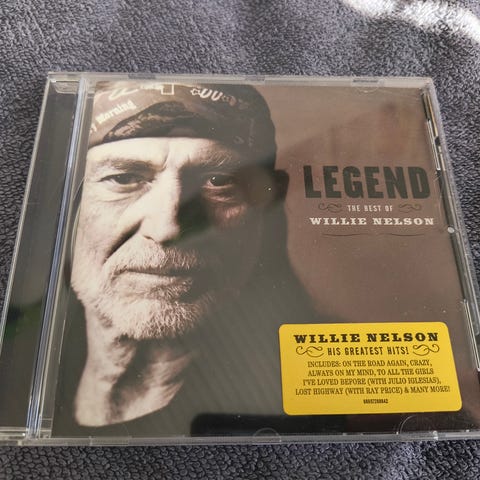 Morning
LEGEND
THE BEST OF
WILLIE NELSON
WILLIE NELSON
HIS GREATEST HITS!
INCLUDES: ON THE ROAD AGAIN, CRAZY,
ALWAYS ON MY MIND, TO ALL THE GIRLS
I'VE LOVED BEFORE (WITH JULIO IGLESIAS),
LOST HIGHWAY (WITH RAY PRICE) & MANY MORE!